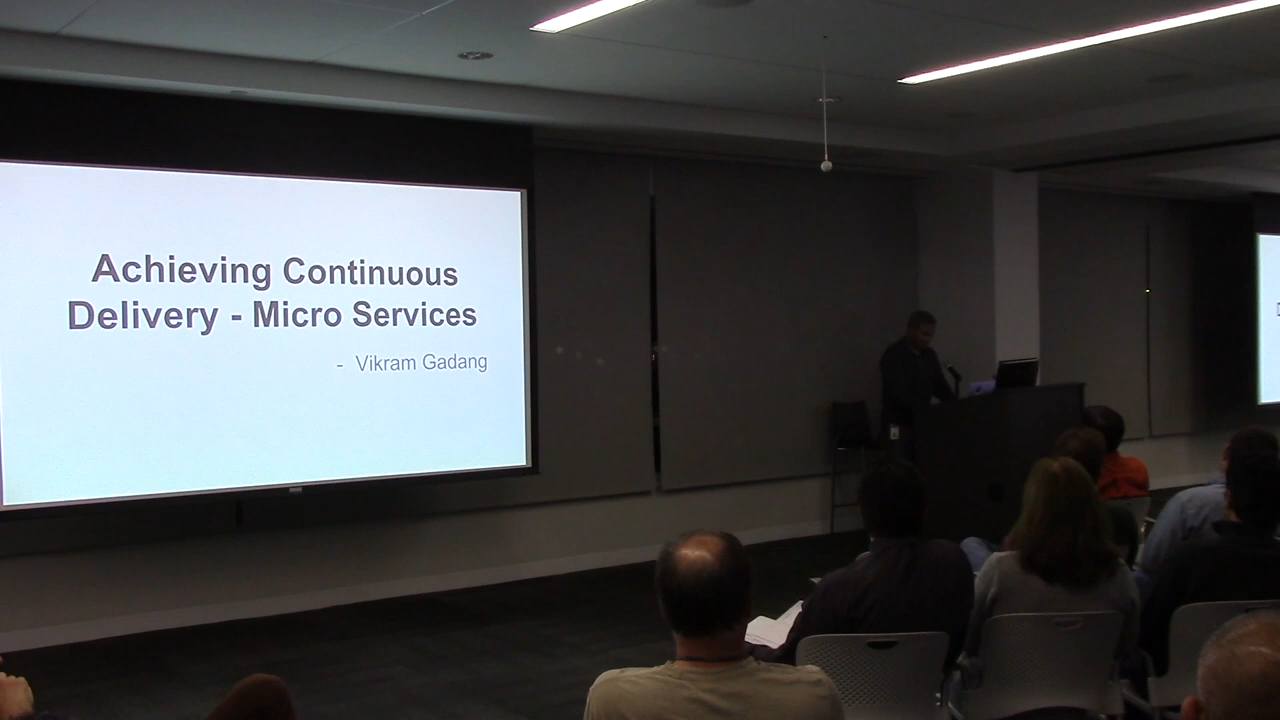 Achieving Continuous
Delivery - Micro Services
- Vikram Gadang